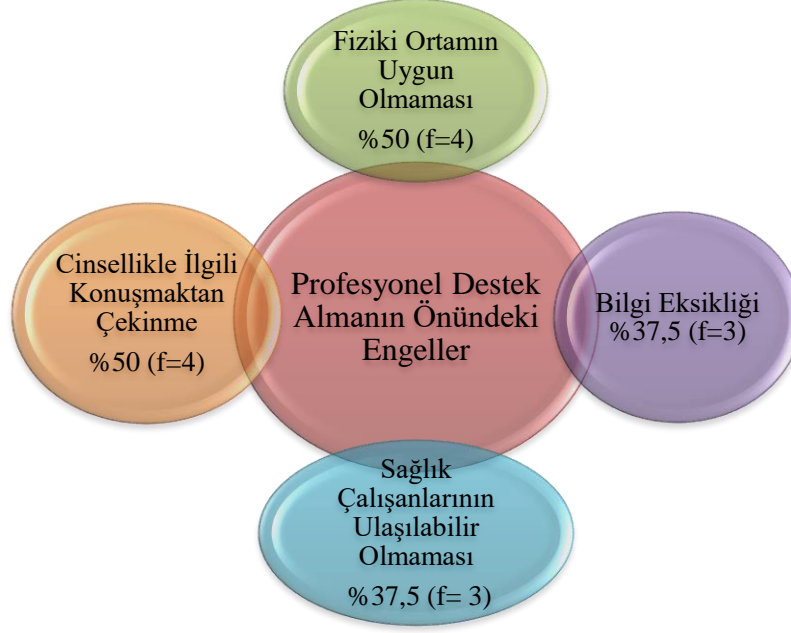 Fiziki Ortamın
Uygun
Olmaması
%50 (f=4)
Cinsellikle İlgili
Konuşmaktan
Çekinme
%50 (f=4)
Profesyonel Destek
Almanın Önündeki
Engeller
Bilgi Eksikliği
%37,5 (f=3)
Sağlık
Çalışanlarının
Ulaşılabilir
Olmaması
%37,5 (f= 3)